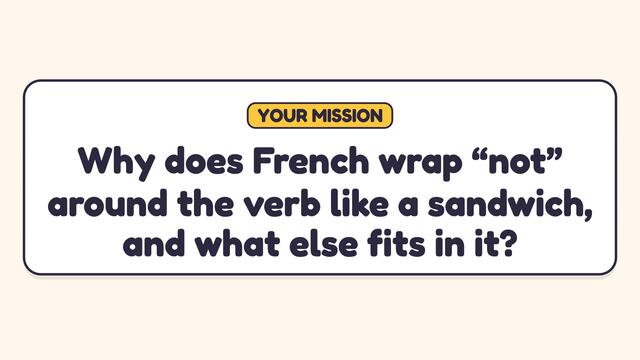 YOUR MISSION
Why does French wrap “not”
around the verb like a sandwich,
and what else fits in it?